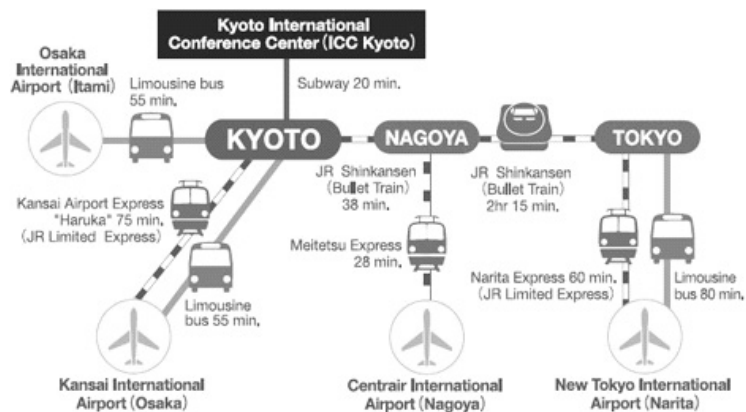 Kyoto International
Conference Center (ICC Kyoto)
Osaka
International
Airport (Itami)
Limousine bus
55 min.
Subway 20 min.
KYOTO
NAGOYA
TOKYO
Kansai Airport Express
"Haruka" 75 min.
(JR Limited Express)
JR Shinkansen
(Bullet Train)
38 min.
JR Shinkansen
(Bullet Train)
2hr 15 min.
Meitetsu Express
28 min.
Narita Express 60 min.
(JR Limited Express)
Limousine
bus 80 min.
Limousine
bus 55 min.
Kansai International
Airport (Osaka)
Centrair International
Airport (Nagoya)
New Tokyo International
Airport (Narita)